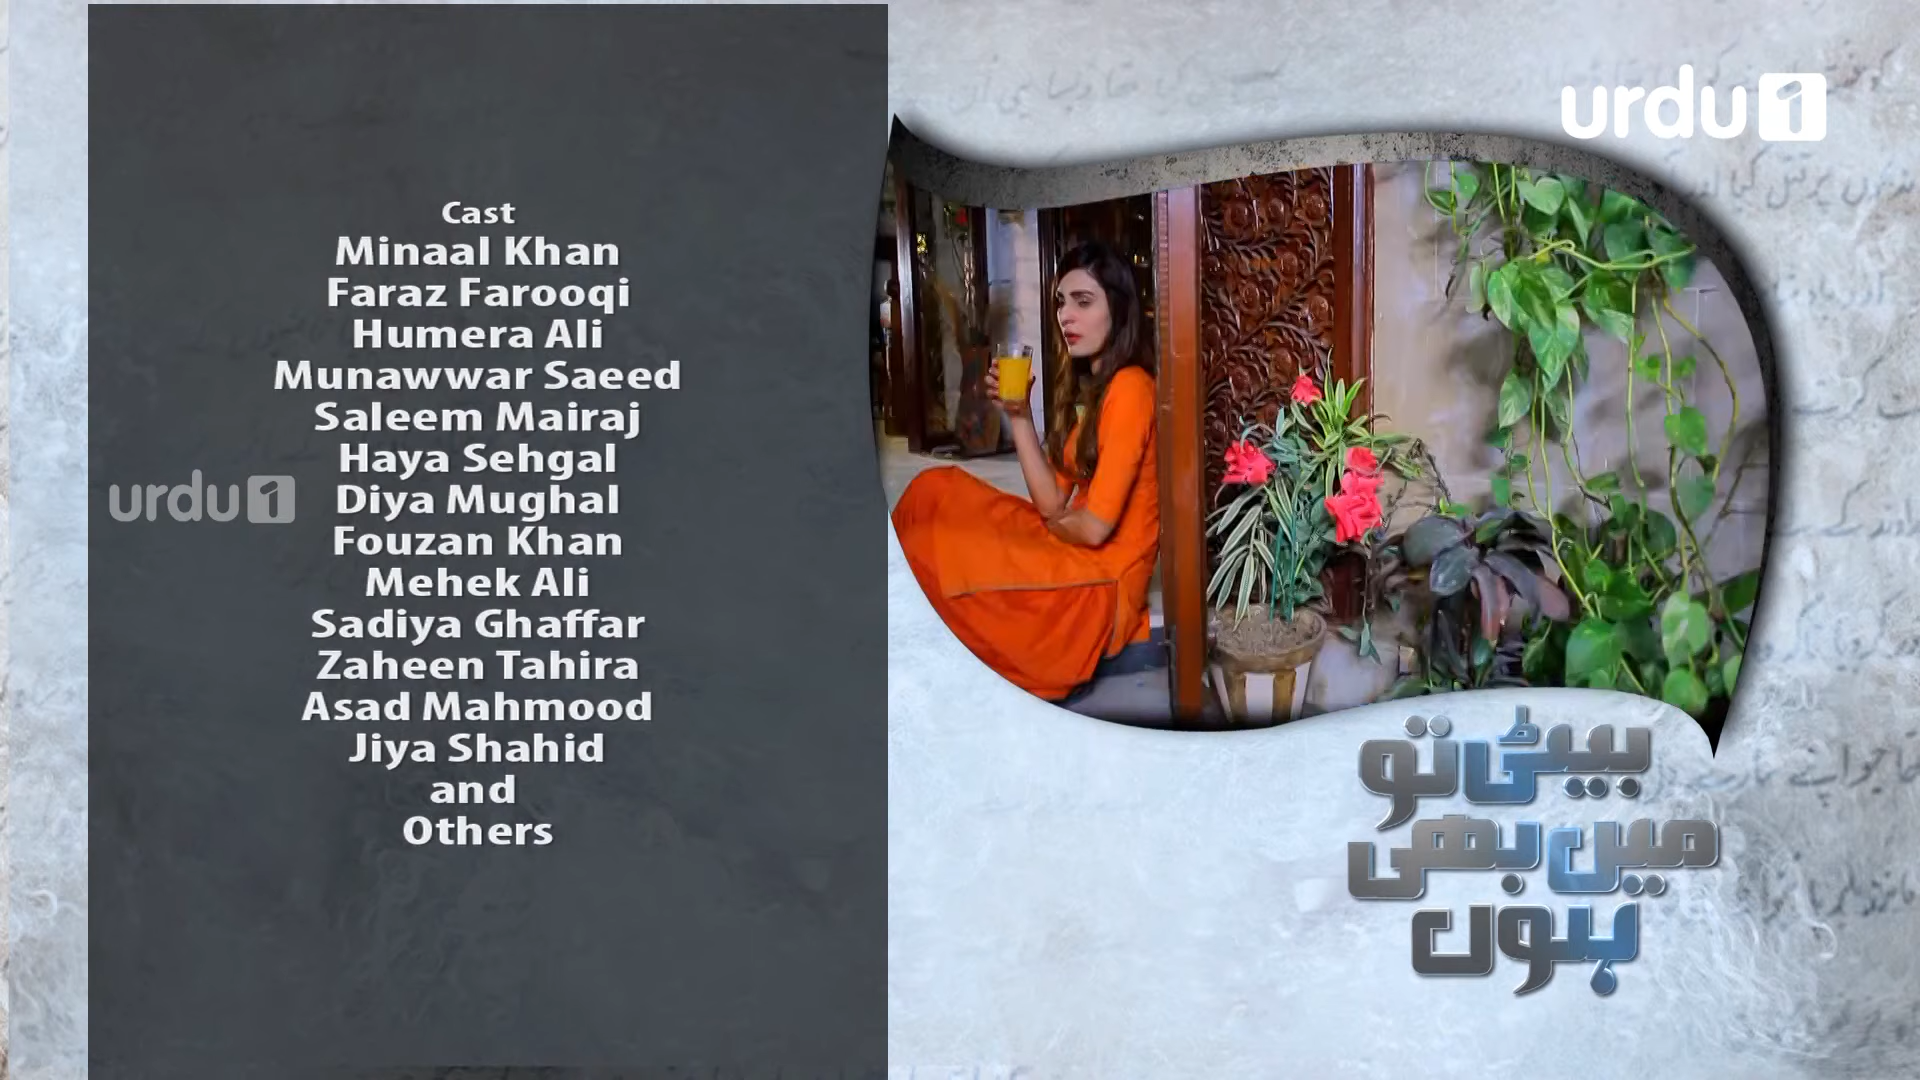 Cast
Minaal Khan
Faraz Farooqi
Humera Ali
Munawwar Saeed
Saleem Mairaj
Haya Sehgal
Diya Mughal
Fouzan Khan
Mehek Ali
Sadiya Ghaffar
Zaheen Tahira
Asad Mahmood
Jiya Shahid
and
Others
urdu1
urdu1
بیٹی تو
میں بھی
ہوں